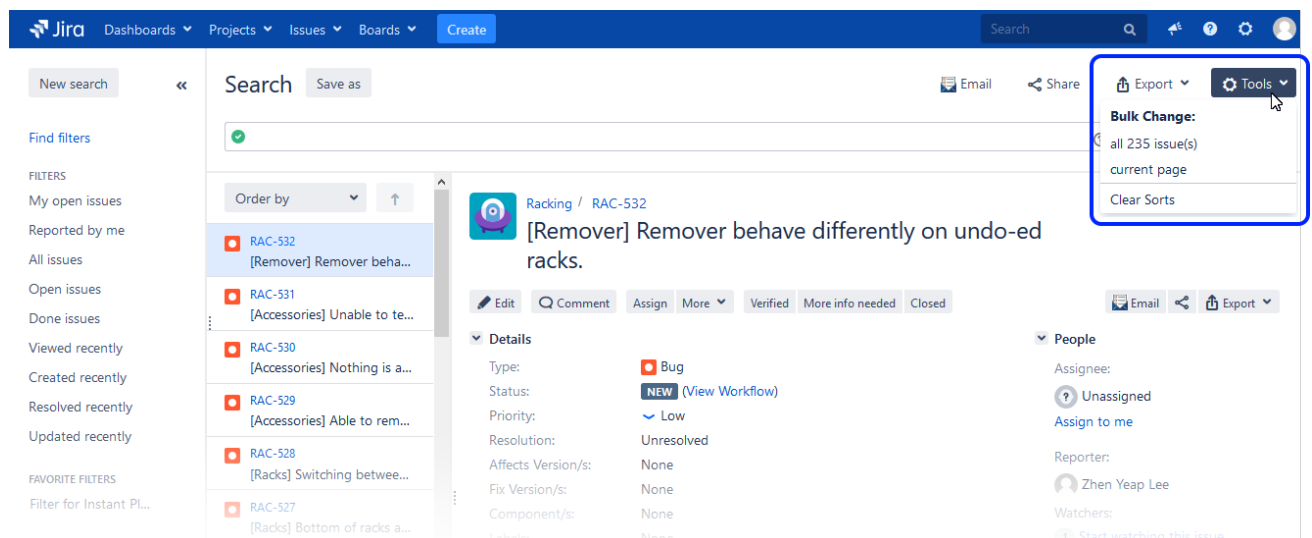 Jira Dashboards Projects Issues Boards Create Search
New search
Search Save as Email Share Export Tools
Bulk Change:
all 235 issue(s)
current page
Clear Sorts
Find filters
FILTERS
My open issues
Reported by me
All issues
Open issues
Done issues
Viewed recently
Created recently
Resolved recently
Updated recently
FAVORITE FILTERS
Filter for Instant Pl...
Order by
RAC-532
[Remover] Remover beha...
RAC-531
[Accessories] Unable to te...
RAC-530
[Accessories] Nothing is a...
RAC-529
[Accessories] Able to rem...
RAC-528
[Racks] Switching betwee...
RAC-527
[Racks] Bottom of racks a...
Racking / RAC-532
[Remover] Remover behave differently on undo-ed
racks.
Edit Comment Assign More Verified More info needed Closed Email Export
Details
Type: Bug
Status: NEW (View Workflow)
Priority: Low
Resolution: Unresolved
Affects Version/s: None
Fix Version/s: None
Component/s: None
Labels: None
People
Assignee:
Unassigned
Assign to me
Reporter:
Zhen Yeap Lee
Watchers:
1 Start watching this issue